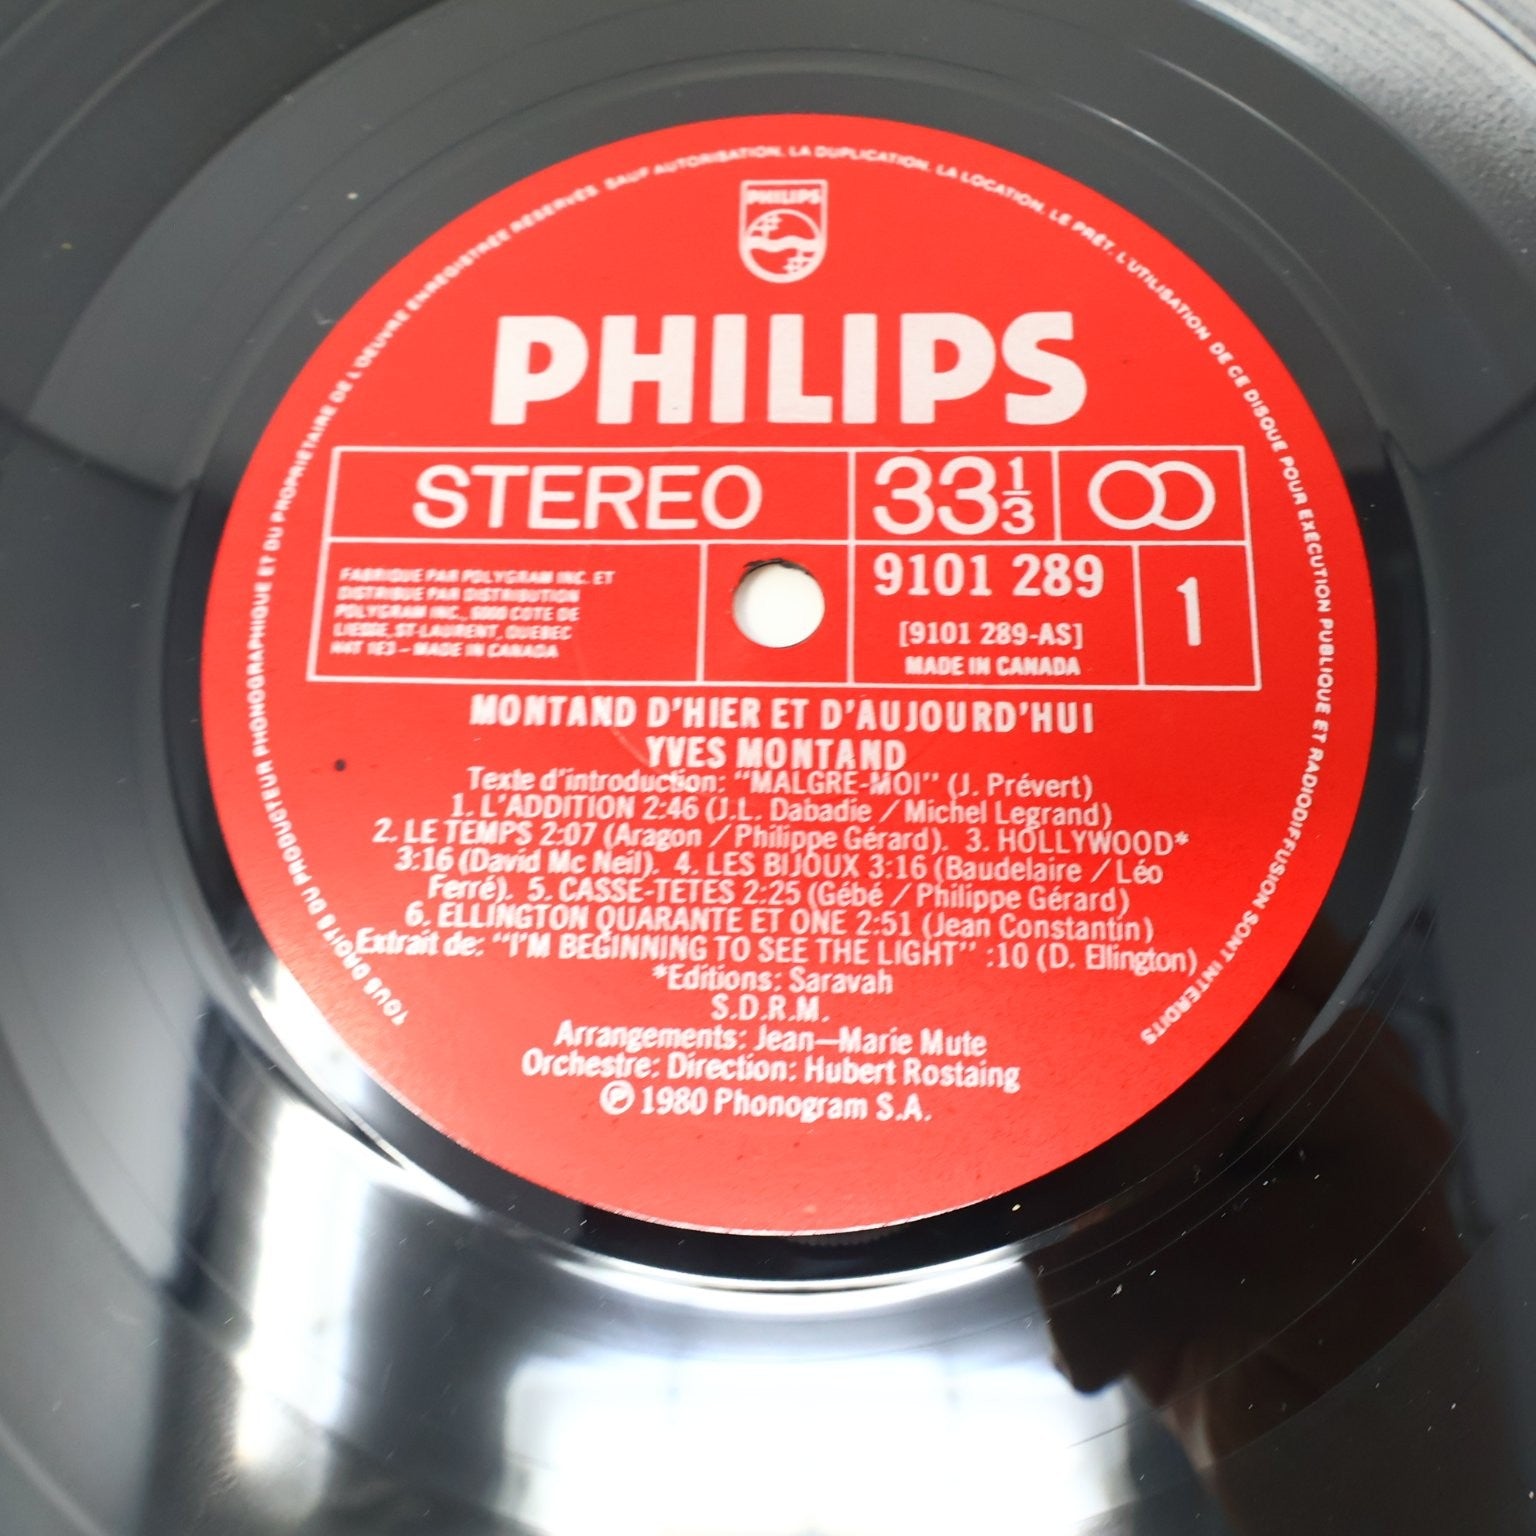 TOUS DROITS DU PRODUCTEUR PHONOGRAPHIQUE ET DU PROPRIETAIRE DE L'OEUVRE ENREGISTREE RÉSERVÉS. SAUF AUTORISATION, LA DUPLICATION, LA LOCATION, LE PRÊT, L'UTILISATION DE CE DISQUE POUR EXECUTION PUBLIQUE ET RADIODIFFUSION SONT INTERDITS
PHILIPS
PHILIPS
STEREO 33 1/3
FABRIQUE PAR POLYGRAM INC. ET
DISTRIBUE PAR DISTRIBUTION
POLYGRAM INC., 6000 COTE DE
LIESSE, ST-LAURENT, QUEBEC
H4T 1E3 – MADE IN CANADA
9101 289
[9101 289-AS]
MADE IN CANADA
1
MONTAND D'HIER ET D'AUJOURD'HUI
YVES MONTAND
Texte d'introduction: "MALGRE-MOI" (J. Prévert)
1. L'ADDITION 2:46 (J.L. Dabadie / Michel Legrand)
2. LE TEMPS 2:07 (Aragon / Philippe Gérard). 3. HOLLYWOOD*
3:16 (David Mc Neil). 4. LES BIJOUX 3:16 (Baudelaire / Léo
Ferré). 5. CASSE-TETES 2:25 (Gébé / Philippe Gérard)
6. ELLINGTON QUARANTE ET ONE 2:51 (Jean Constantin)
Extrait de: "I'M BEGINNING TO SEE THE LIGHT" :10 (D. Ellington)
*Editions: Saravah
S.D.R.M.
Arrangements: Jean—Marie Mute
Orchestre: Direction: Hubert Rostaing
℗ 1980 Phonogram S.A.